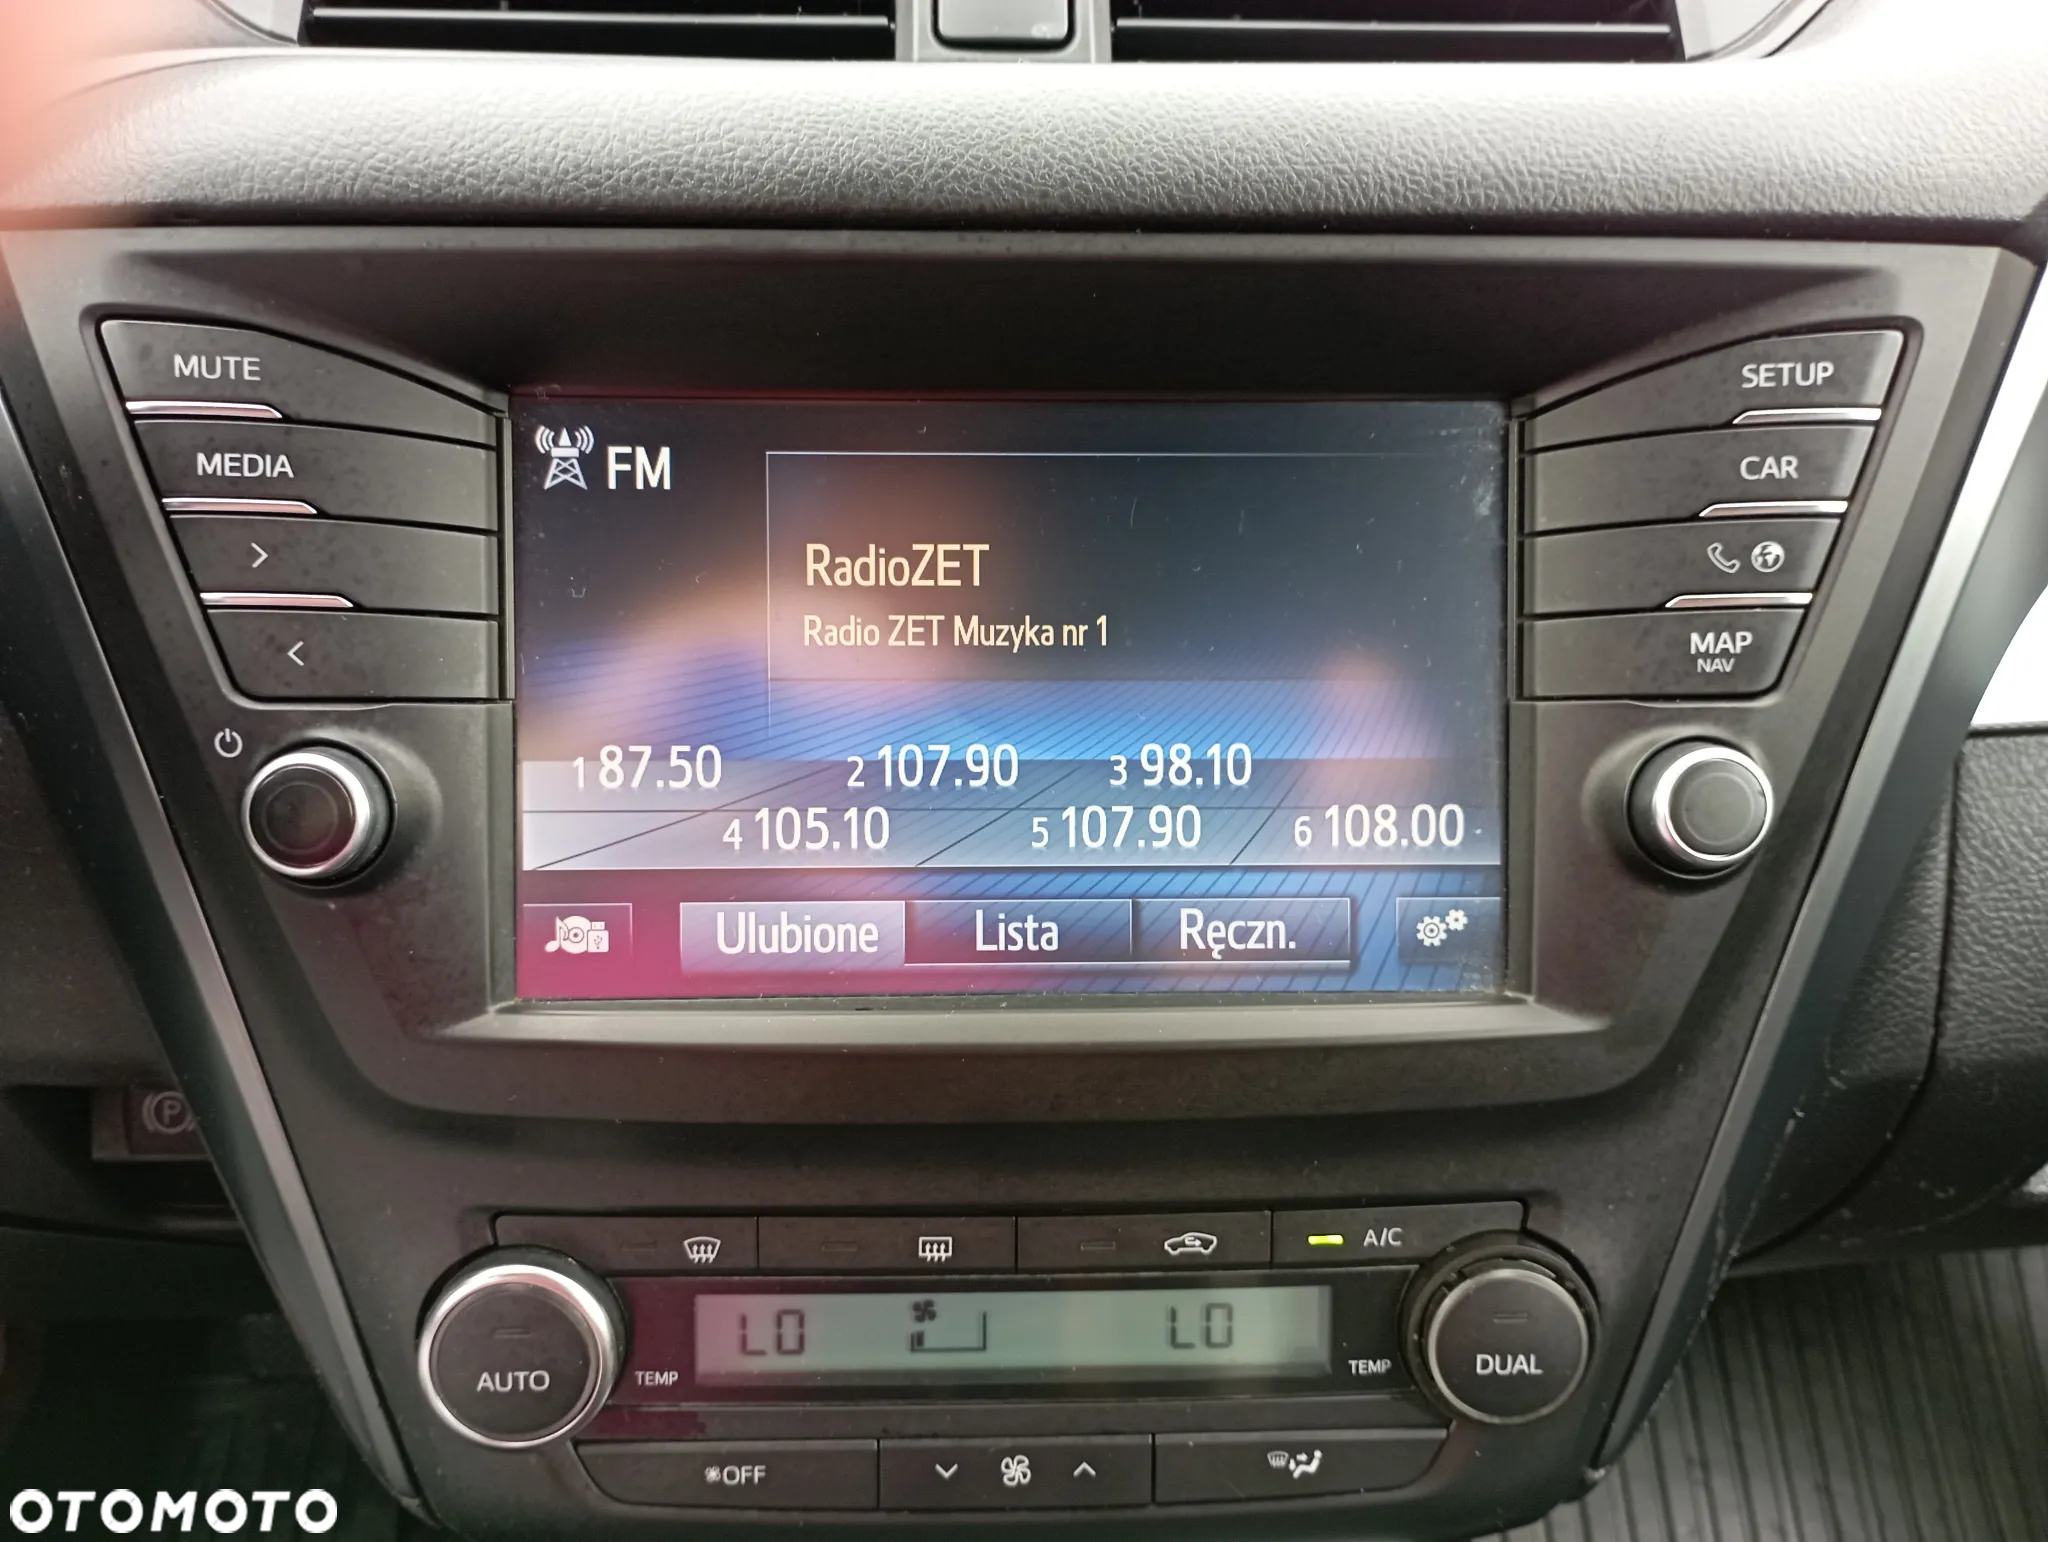 MUTE
MEDIA
SETUP
CAR
MAP
NAV
FM
RadioZET
Radio ZET Muzyka nr 1
1 87.50 2 107.90 3 98.10
4 105.10 5 107.90 6 108.00
Ulubione Lista Ręczn.
P
A/C
LO LO
AUTO TEMP TEMP DUAL
OFF
OTOMOTO